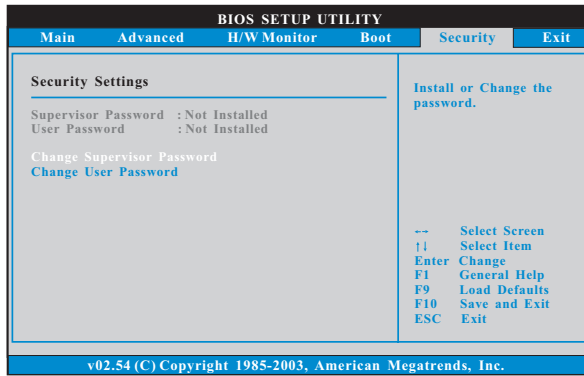 BIOS SETUP UTILITY
Main Advanced H/W Monitor Boot Security Exit
Security Settings
Supervisor Password : Not Installed
User Password : Not Installed
Change Supervisor Password
Change User Password
Install or Change the
password.
←→ Select Screen
↑↓ Select Item
Enter Change
F1 General Help
F9 Load Defaults
F10 Save and Exit
ESC Exit
v02.54 (C) Copyright 1985-2003, American Megatrends, Inc.